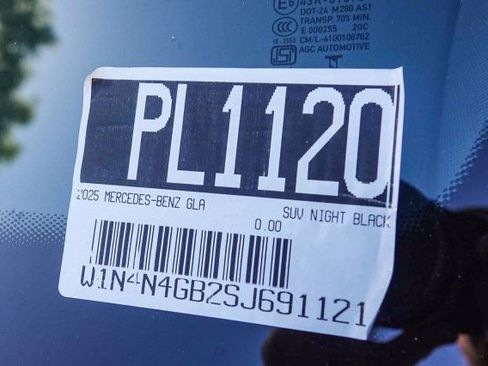 DOT-24 M280 AS1
TRANSP. 70% MIN.
E 000255 20C
CM/L-4100106762
AGC AUTOMOTIVE
PL1120
2025 MERCEDES-BENZ GLA
SUV NIGHT BLACK
0.00
W1N4N4GB2SJ691121